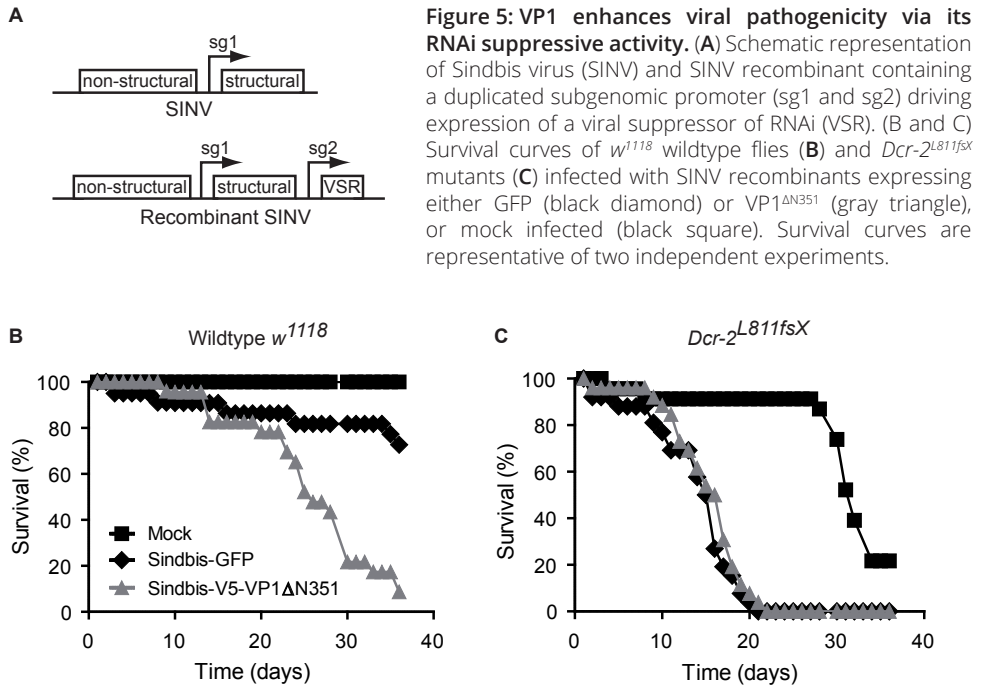 A
sg1
non-structural
structural
SINV
sg1
sg2
non-structural
structural
VSR
Recombinant SINV
Figure 5: VP1 enhances viral pathogenicity via its
RNAi suppressive activity. (A) Schematic representation
of Sindbis virus (SINV) and SINV recombinant containing
a duplicated subgenomic promoter (sg1 and sg2) driving
expression of a viral suppressor of RNAi (VSR). (B and C)
Survival curves of w1118 wildtype flies (B) and Dcr-2L811fsX
mutants (C) infected with SINV recombinants expressing
either GFP (black diamond) or VP1ΔN351 (gray triangle),
or mock infected (black square). Survival curves are
representative of two independent experiments.
B
Wildtype w1118
Survival (%)
100
80
60
40
20
0
Mock
Sindbis-GFP
Sindbis-V5-VP1ΔN351
0 10 20 30 40
Time (days)
C
Dcr-2L811fsX
Survival (%)
100
80
60
40
20
0
0 10 20 30 40
Time (days)